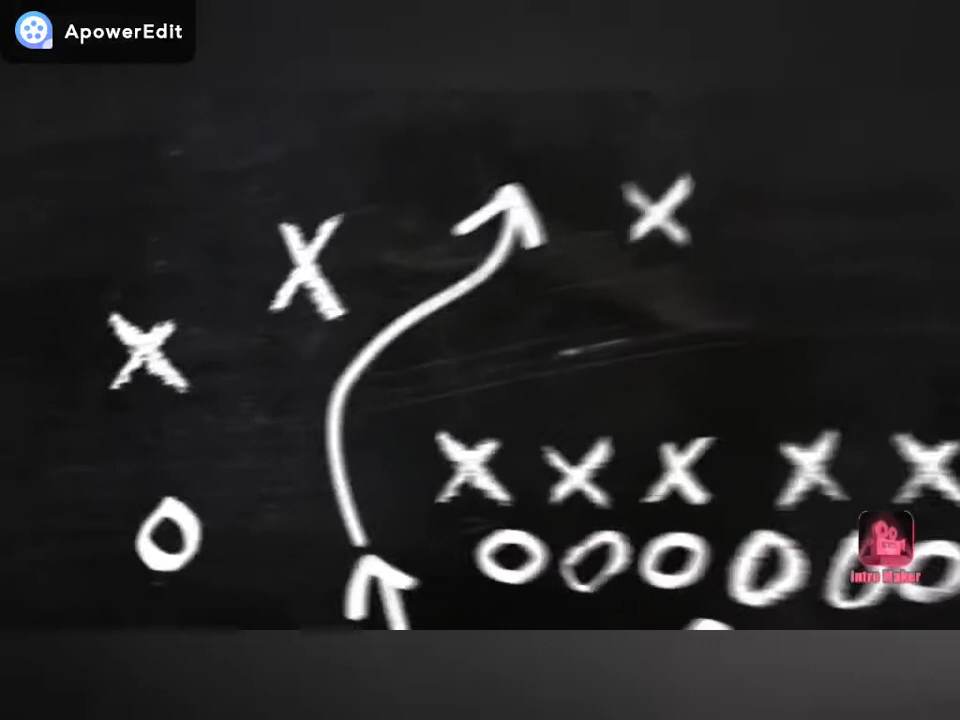 ApowerEdit
X
X
X
X X X X X
O
O O O O O O
Intro Maker